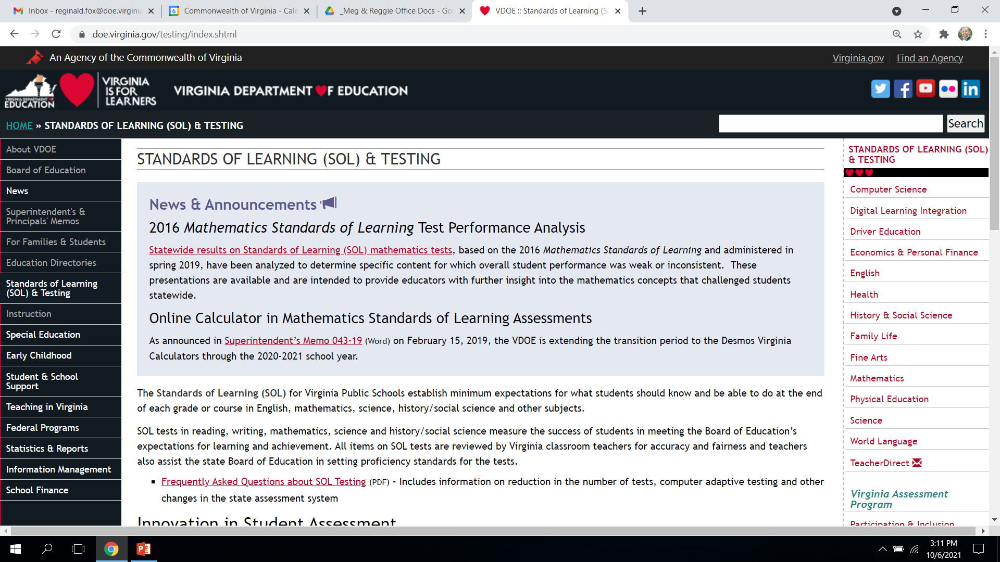 Inbox - reginald.fox@doe.virginia
Commonwealth of Virginia - Cale
_Meg & Reggie Office Docs - Goo
VDOE :: Standards of Learning (SO
doe.virginia.gov/testing/index.shtml
An Agency of the Commonwealth of Virginia
Virginia.gov
Find an Agency
VIRGINIA DEPARTMENT OF
EDUCATION
VIRGINIA
IS FOR
LEARNERS
VIRGINIA DEPARTMENT ♥F EDUCATION
HOME » STANDARDS OF LEARNING (SOL) & TESTING
Search
About VDOE
Board of Education
News
Superintendent's &
Principals' Memos
For Families & Students
Education Directories
Standards of Learning
(SOL) & Testing
Instruction
Special Education
Early Childhood
Student & School
Support
Teaching in Virginia
Federal Programs
Statistics & Reports
Information Management
School Finance
STANDARDS OF LEARNING (SOL) & TESTING
News & Announcements
2016 Mathematics Standards of Learning Test Performance Analysis
Statewide results on Standards of Learning (SOL) mathematics tests, based on the 2016 Mathematics Standards of Learning and administered in
spring 2019, have been analyzed to determine specific content for which overall student performance was weak or inconsistent. These
presentations are available and are intended to provide educators with further insight into the mathematics concepts that challenged students
statewide.
Online Calculator in Mathematics Standards of Learning Assessments
As announced in Superintendent’s Memo 043-19 (Word) on February 15, 2019, the VDOE is extending the transition period to the Desmos Virginia
Calculators through the 2020-2021 school year.
The Standards of Learning (SOL) for Virginia Public Schools establish minimum expectations for what students should know and be able to do at the end
of each grade or course in English, mathematics, science, history/social science and other subjects.
SOL tests in reading, writing, mathematics, science and history/social science measure the success of students in meeting the Board of Education’s
expectations for learning and achievement. All items on SOL tests are reviewed by Virginia classroom teachers for accuracy and fairness and teachers
also assist the state Board of Education in setting proficiency standards for the tests.
▪ Frequently Asked Questions about SOL Testing (PDF) – Includes information on reduction in the number of tests, computer adaptive testing and other
changes in the state assessment system
Innovation in Student Assessment
STANDARDS OF LEARNING (SOL)
& TESTING
Computer Science
Digital Learning Integration
Driver Education
Economics & Personal Finance
English
Health
History & Social Science
Family Life
Fine Arts
Mathematics
Physical Education
Science
World Language
TeacherDirect
Virginia Assessment
Program
Participation & Inclusion
3:11 PM
10/6/2021